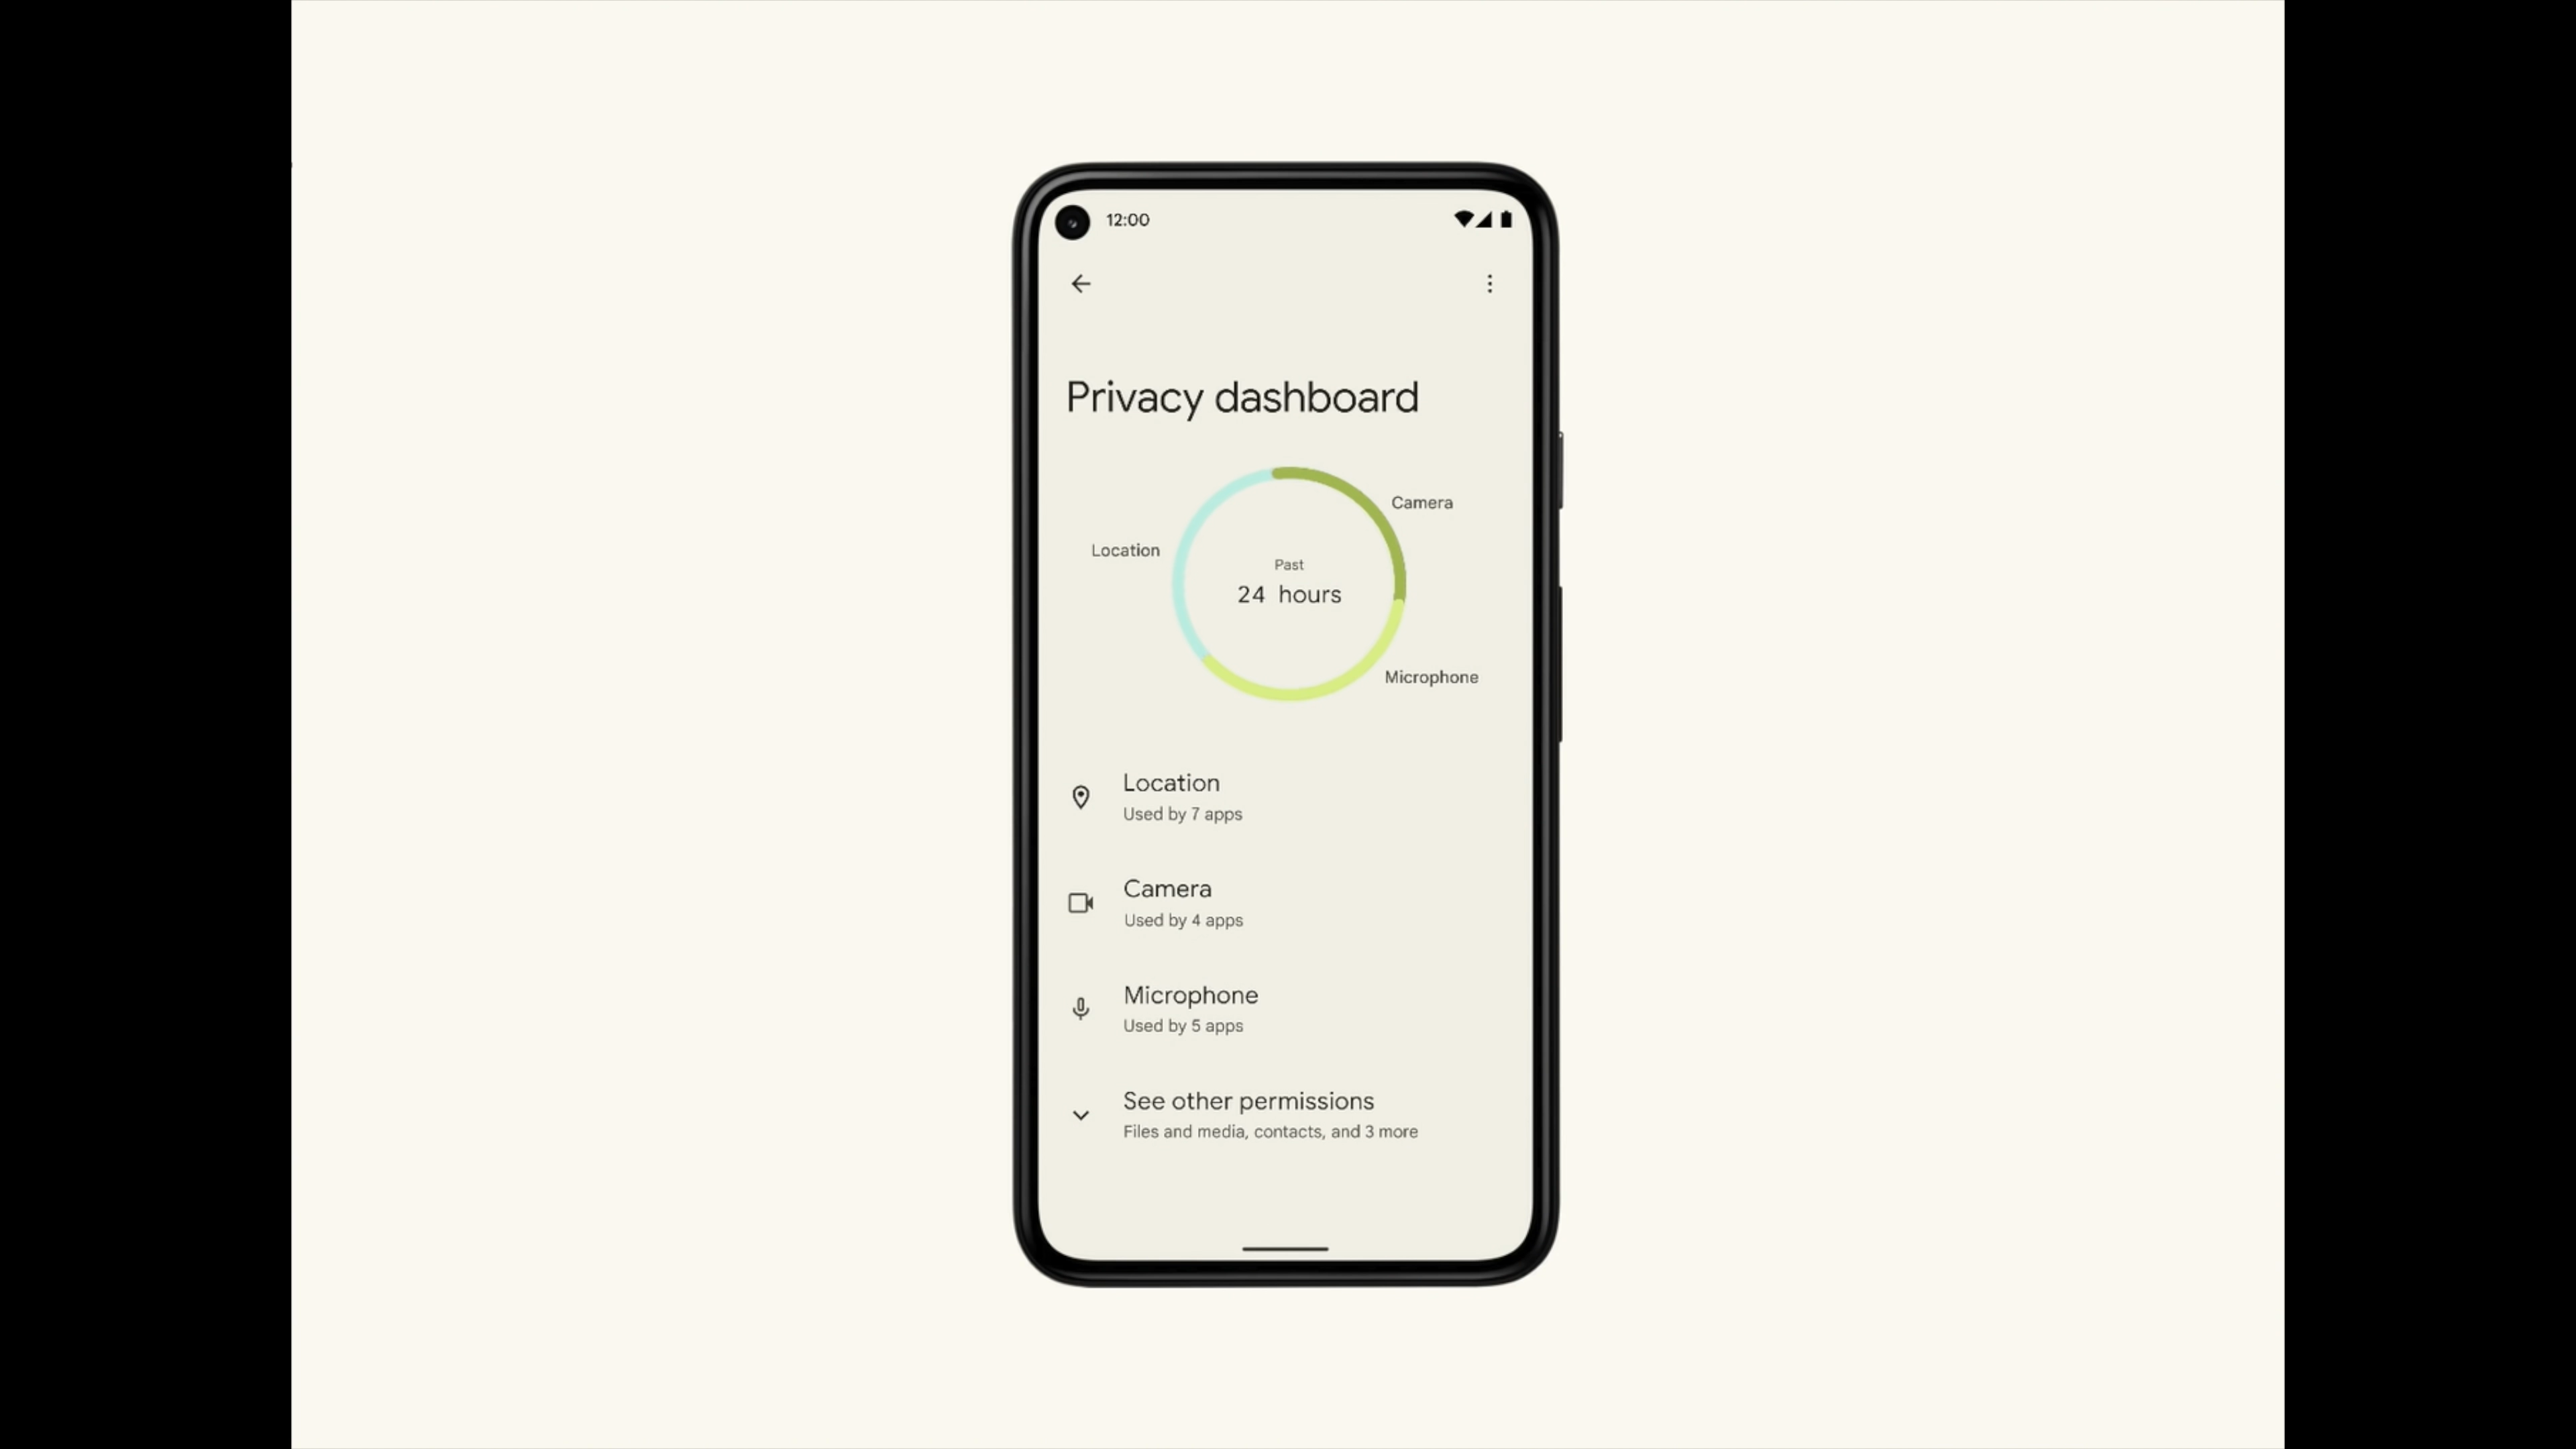 12:00
Privacy dashboard
Camera
Location
Past
24 hours
Microphone
Location
Used by 7 apps
Camera
Used by 4 apps
Microphone
Used by 5 apps
See other permissions
Files and media, contacts, and 3 more